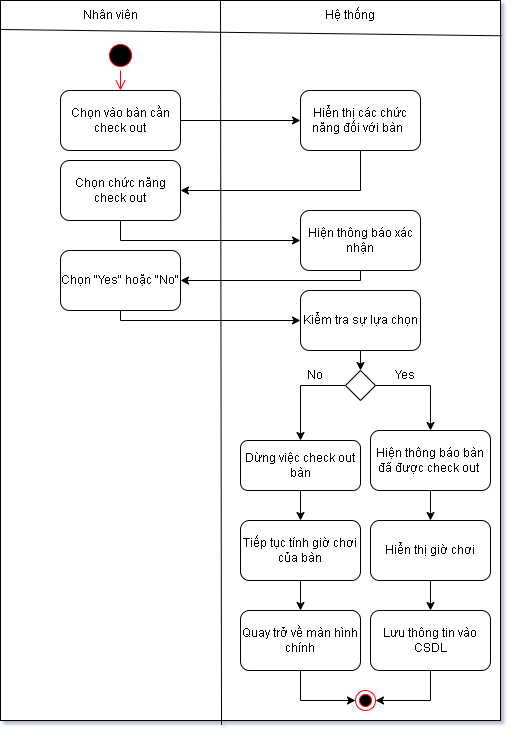 Nhân viên
Hệ thống
Chọn vào bàn cần
check out
Hiển thị các chức
năng đối với bàn
Chọn chức năng
check out
Hiện thông báo xác
nhận
Chọn "Yes" hoặc "No"
Kiểm tra sự lựa chọn
No
Yes
Dừng việc check out
bàn
Hiện thông báo bàn
đã được check out
Tiếp tục tính giờ chơi
của bàn
Hiển thị giờ chơi
Quay trở về màn hình
chính
Lưu thông tin vào
CSDL